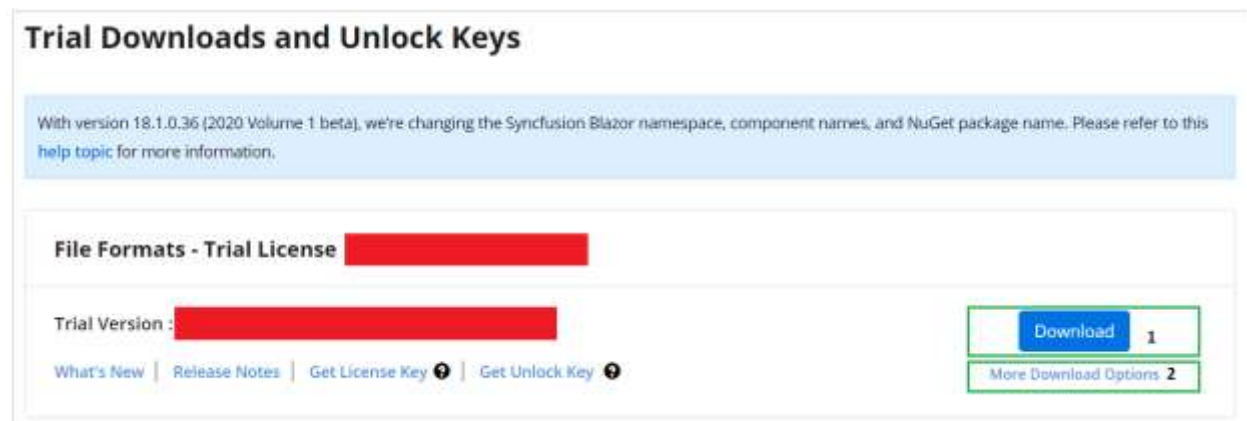 Trial Downloads and Unlock Keys
With version 18.1.0.36 (2020 Volume 1 beta), we're changing the Syncfusion Blazor namespace, component names, and NuGet package name. Please refer to this
help topic for more information.
File Formats - Trial License
Trial Version :
Download 1
What's New | Release Notes | Get License Key ? | Get Unlock Key ?
More Download Options 2